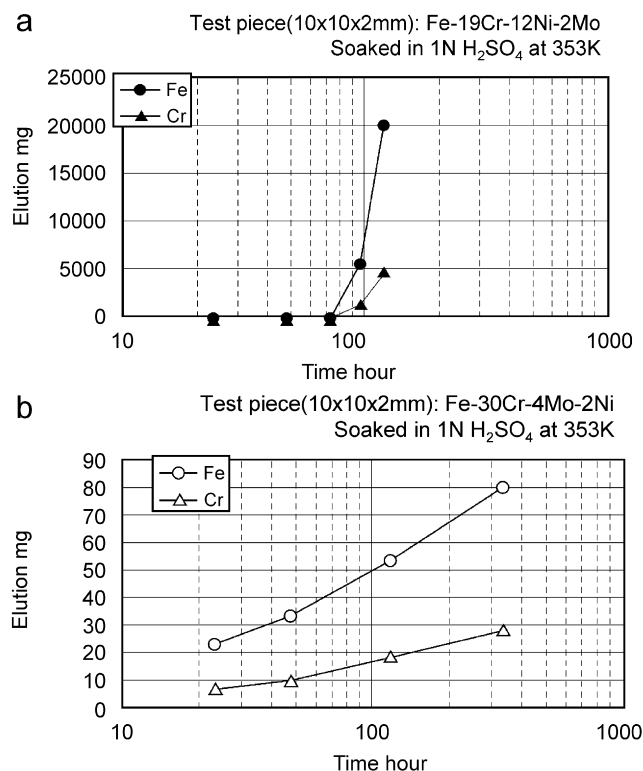 a
Test piece(10x10x2mm): Fe-19Cr-12Ni-2Mo
Soaked in 1N H₂SO₄ at 353K
Elution mg
25000
20000
15000
10000
5000
0
Fe
Cr
10
100
1000
Time hour
b
Test piece(10x10x2mm): Fe-30Cr-4Mo-2Ni
Soaked in 1N H₂SO₄ at 353K
Elution mg
90
80
70
60
50
40
30
20
10
0
Fe
Cr
10
100
1000
Time hour